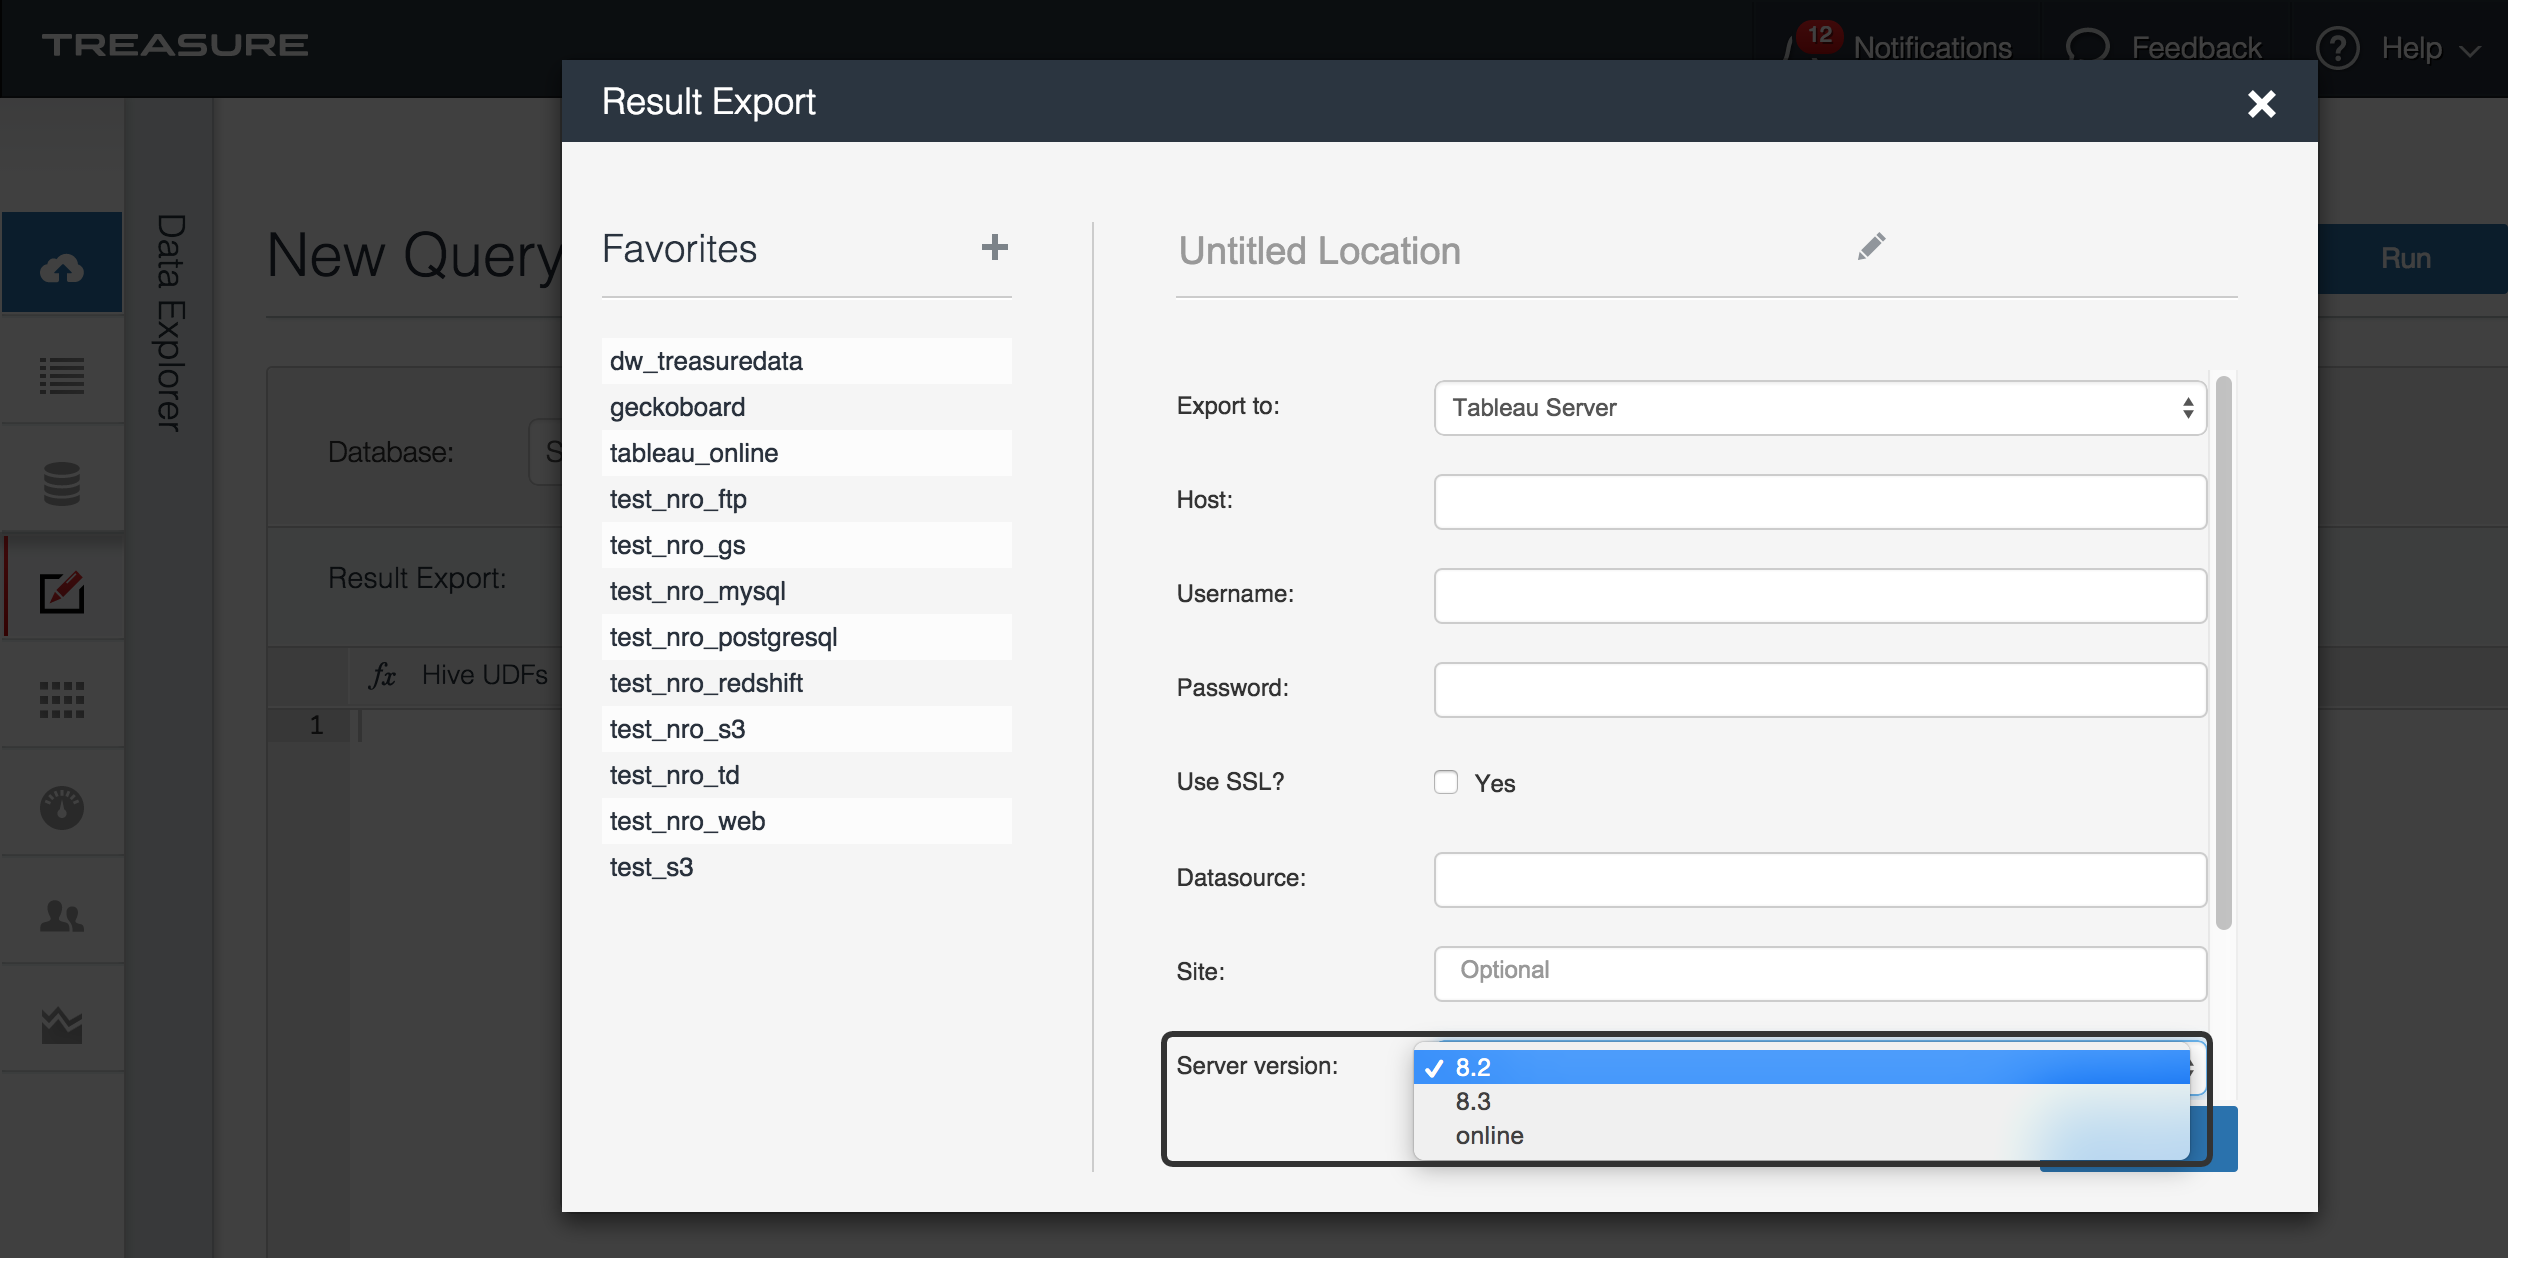 TREASURE
12
Notifications
Feedback
? Help
Result Export
Data Explorer
New Query
Run
Favorites
Untitled Location
dw_treasuredata
geckoboard
tableau_online
test_nro_ftp
test_nro_gs
test_nro_mysql
test_nro_postgresql
test_nro_redshift
test_nro_s3
test_nro_td
test_nro_web
test_s3
Database:
S
Result Export:
fx Hive UDFs
1
Export to: Tableau Server
Host:
Username:
Password:
Use SSL? Yes
Datasource:
Site: Optional
Server version: 8.2
8.3
online